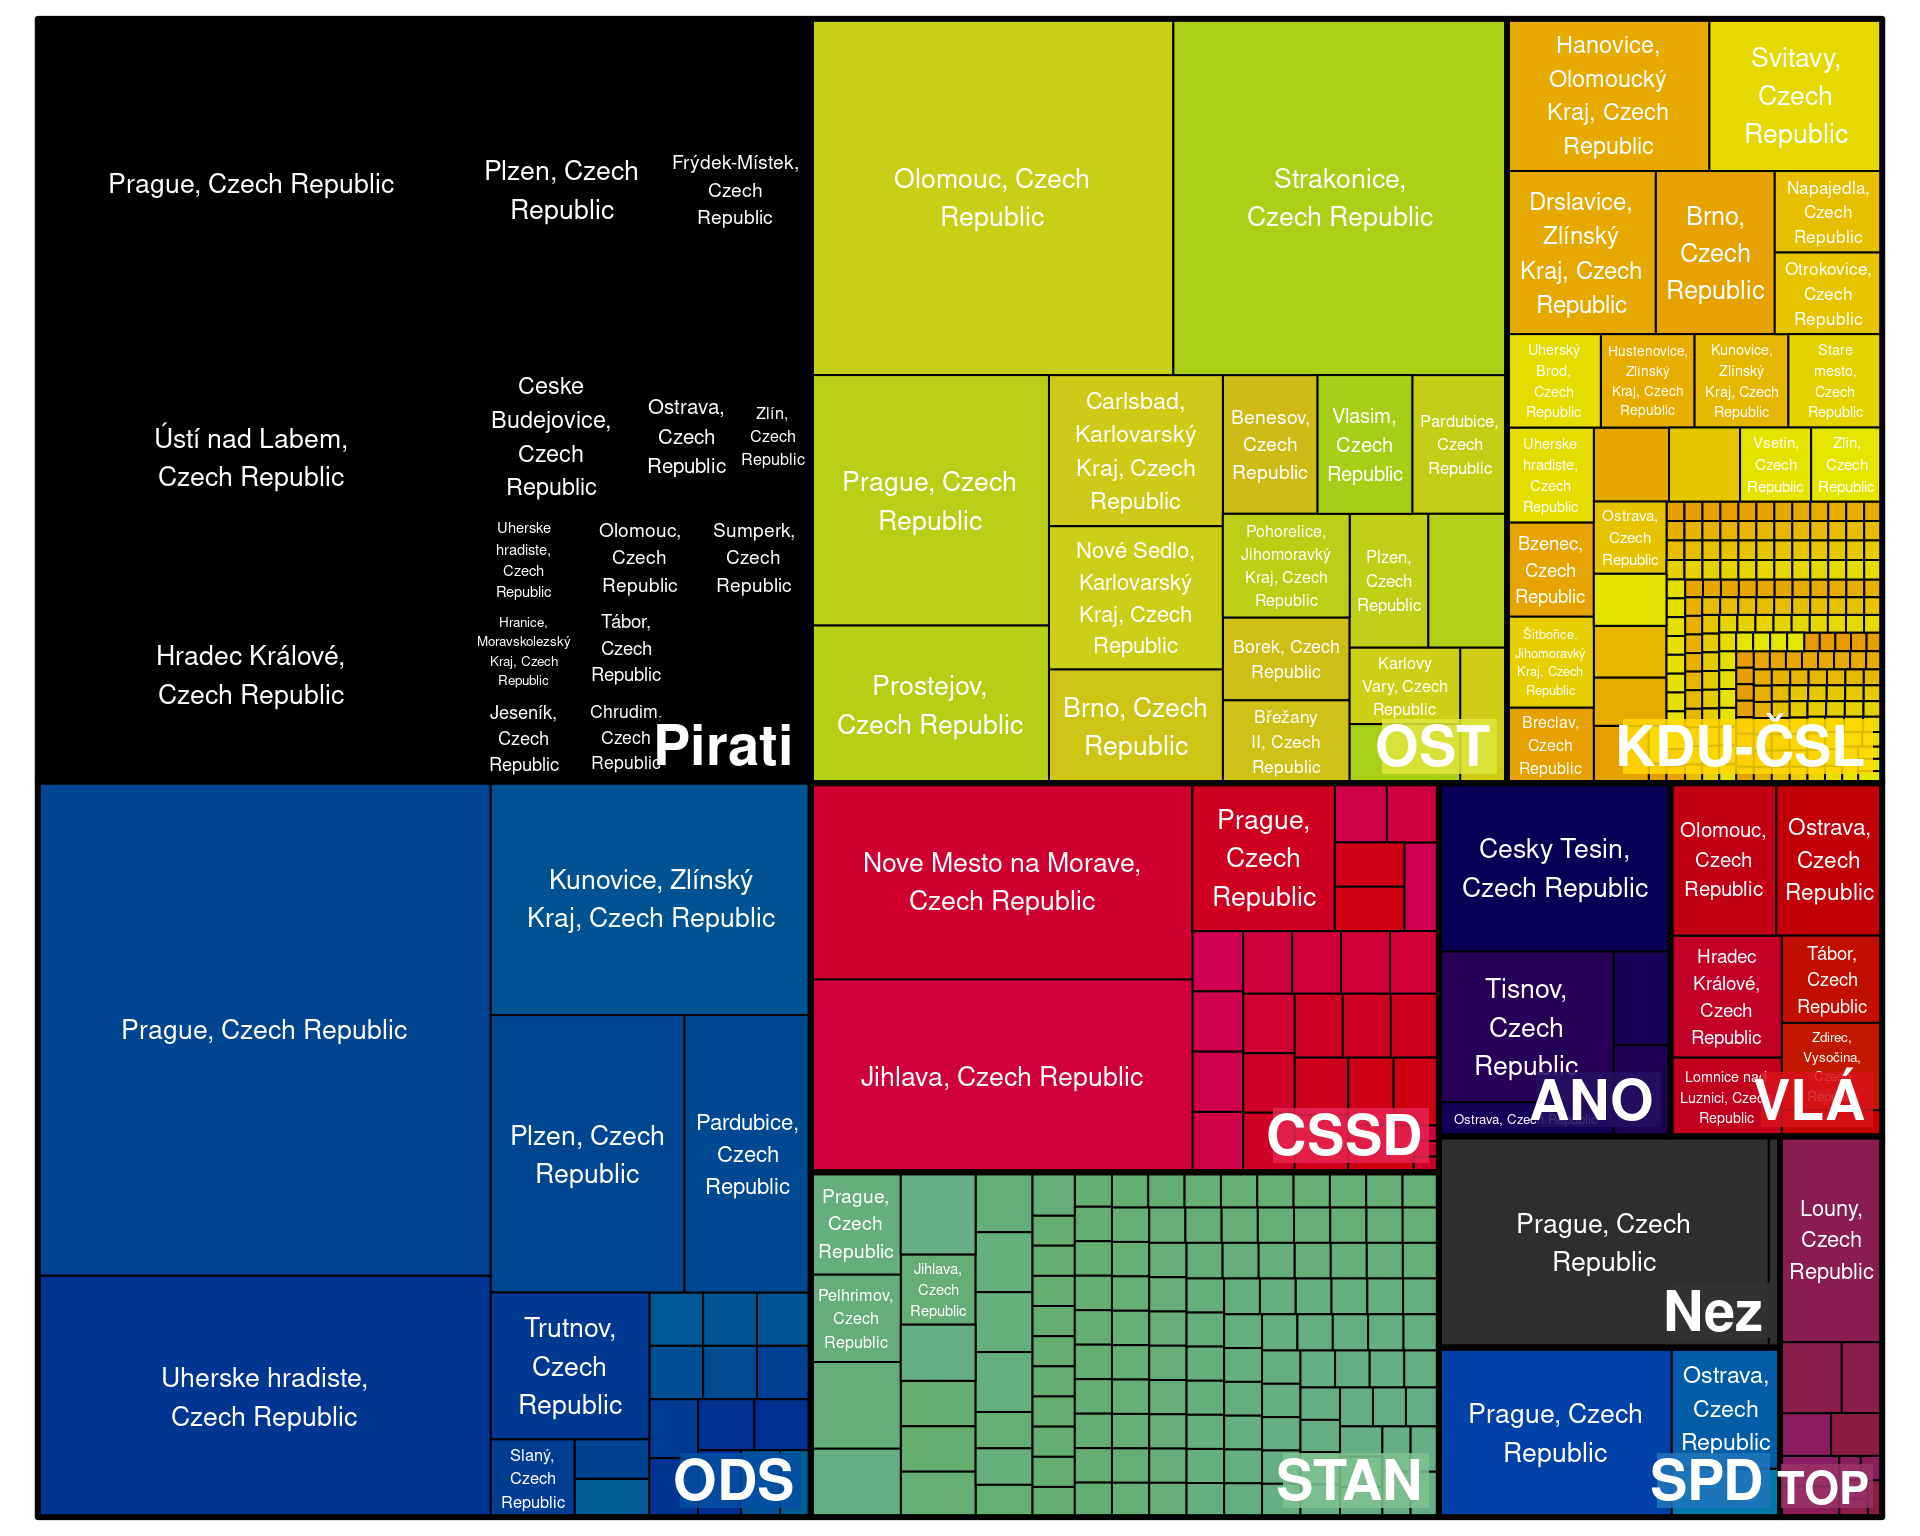 Prague, Czech Republic
Plzen, Czech
Republic
Frýdek-Místek,
Czech
Republic
Ústí nad Labem,
Czech Republic
Ceske
Budejovice,
Czech
Republic
Ostrava,
Czech
Republic
Zlín,
Czech
Republic
Hradec Králové,
Czech Republic
Uherske
hradiste,
Czech
Republic
Olomouc,
Czech
Republic
Sumperk,
Czech
Republic
Hranice,
Moravskolezský
Kraj, Czech
Republic
Tábor,
Czech
Republic
Jeseník,
Czech
Republic
Chrudim,
Czech
Republic
Pirati
Olomouc, Czech
Republic
Strakonice,
Czech Republic
Prague, Czech
Republic
Prostejov,
Czech Republic
Carlsbad,
Karlovarský
Kraj, Czech
Republic
Nové Sedlo,
Karlovarský
Kraj, Czech
Republic
Brno, Czech
Republic
Benesov,
Czech
Republic
Vlasim,
Czech
Republic
Pardubice,
Czech
Republic
Pohorelice,
Jihomoravký
Kraj, Czech
Republic
Plzen,
Czech
Republic
Borek, Czech
Republic
Karlovy
Vary, Czech
Republic
Břežany
II, Czech
Republic
OST
Hanovice,
Olomoucký
Kraj, Czech
Republic
Svitavy,
Czech
Republic
Drslavice,
Zlínský
Kraj, Czech
Republic
Brno,
Czech
Republic
Napajedla,
Czech
Republic
Otrokovice,
Czech
Republic
Uherský
Brod,
Czech
Republic
Hustenovice,
Zlínský
Kraj, Czech
Republic
Kunovice,
Zlínský
Kraj, Czech
Republic
Stare
mesto,
Czech
Republic
Uherske
hradiste,
Czech
Republic
Vsetín,
Czech
Republic
Zlín,
Czech
Republic
Ostrava,
Czech
Republic
Bzenec,
Czech
Republic
Šitbořice,
Jihomoravký
Kraj, Czech
Republic
Breclav,
Czech
Republic
KDU-ČSL
Prague, Czech Republic
Kunovice, Zlínský
Kraj, Czech Republic
Plzen, Czech
Republic
Pardubice,
Czech
Republic
Uherske hradiste,
Czech Republic
Trutnov,
Czech
Republic
Slaný,
Czech
Republic
ODS
Nove Mesto na Morave,
Czech Republic
Jihlava, Czech Republic
Prague,
Czech
Republic
CSSD
Prague,
Czech
Republic
Jihlava,
Czech
Republic
Pelhrimov,
Czech
Republic
STAN
Cesky Tesin,
Czech Republic
Tisnov,
Czech
Republic
Ostrava, Czech Republic
ANO
Olomouc,
Czech
Republic
Ostrava,
Czech
Republic
Hradec
Králové,
Czech
Republic
Tábor,
Czech
Republic
Zdirec,
Vysočina,
Czech
Republic
Lomnice nad
Luznici, Czech
Republic
VLÁ
Prague, Czech
Republic
Nez
Louny,
Czech
Republic
Prague, Czech
Republic
Ostrava,
Czech
Republic
SPD
TOP